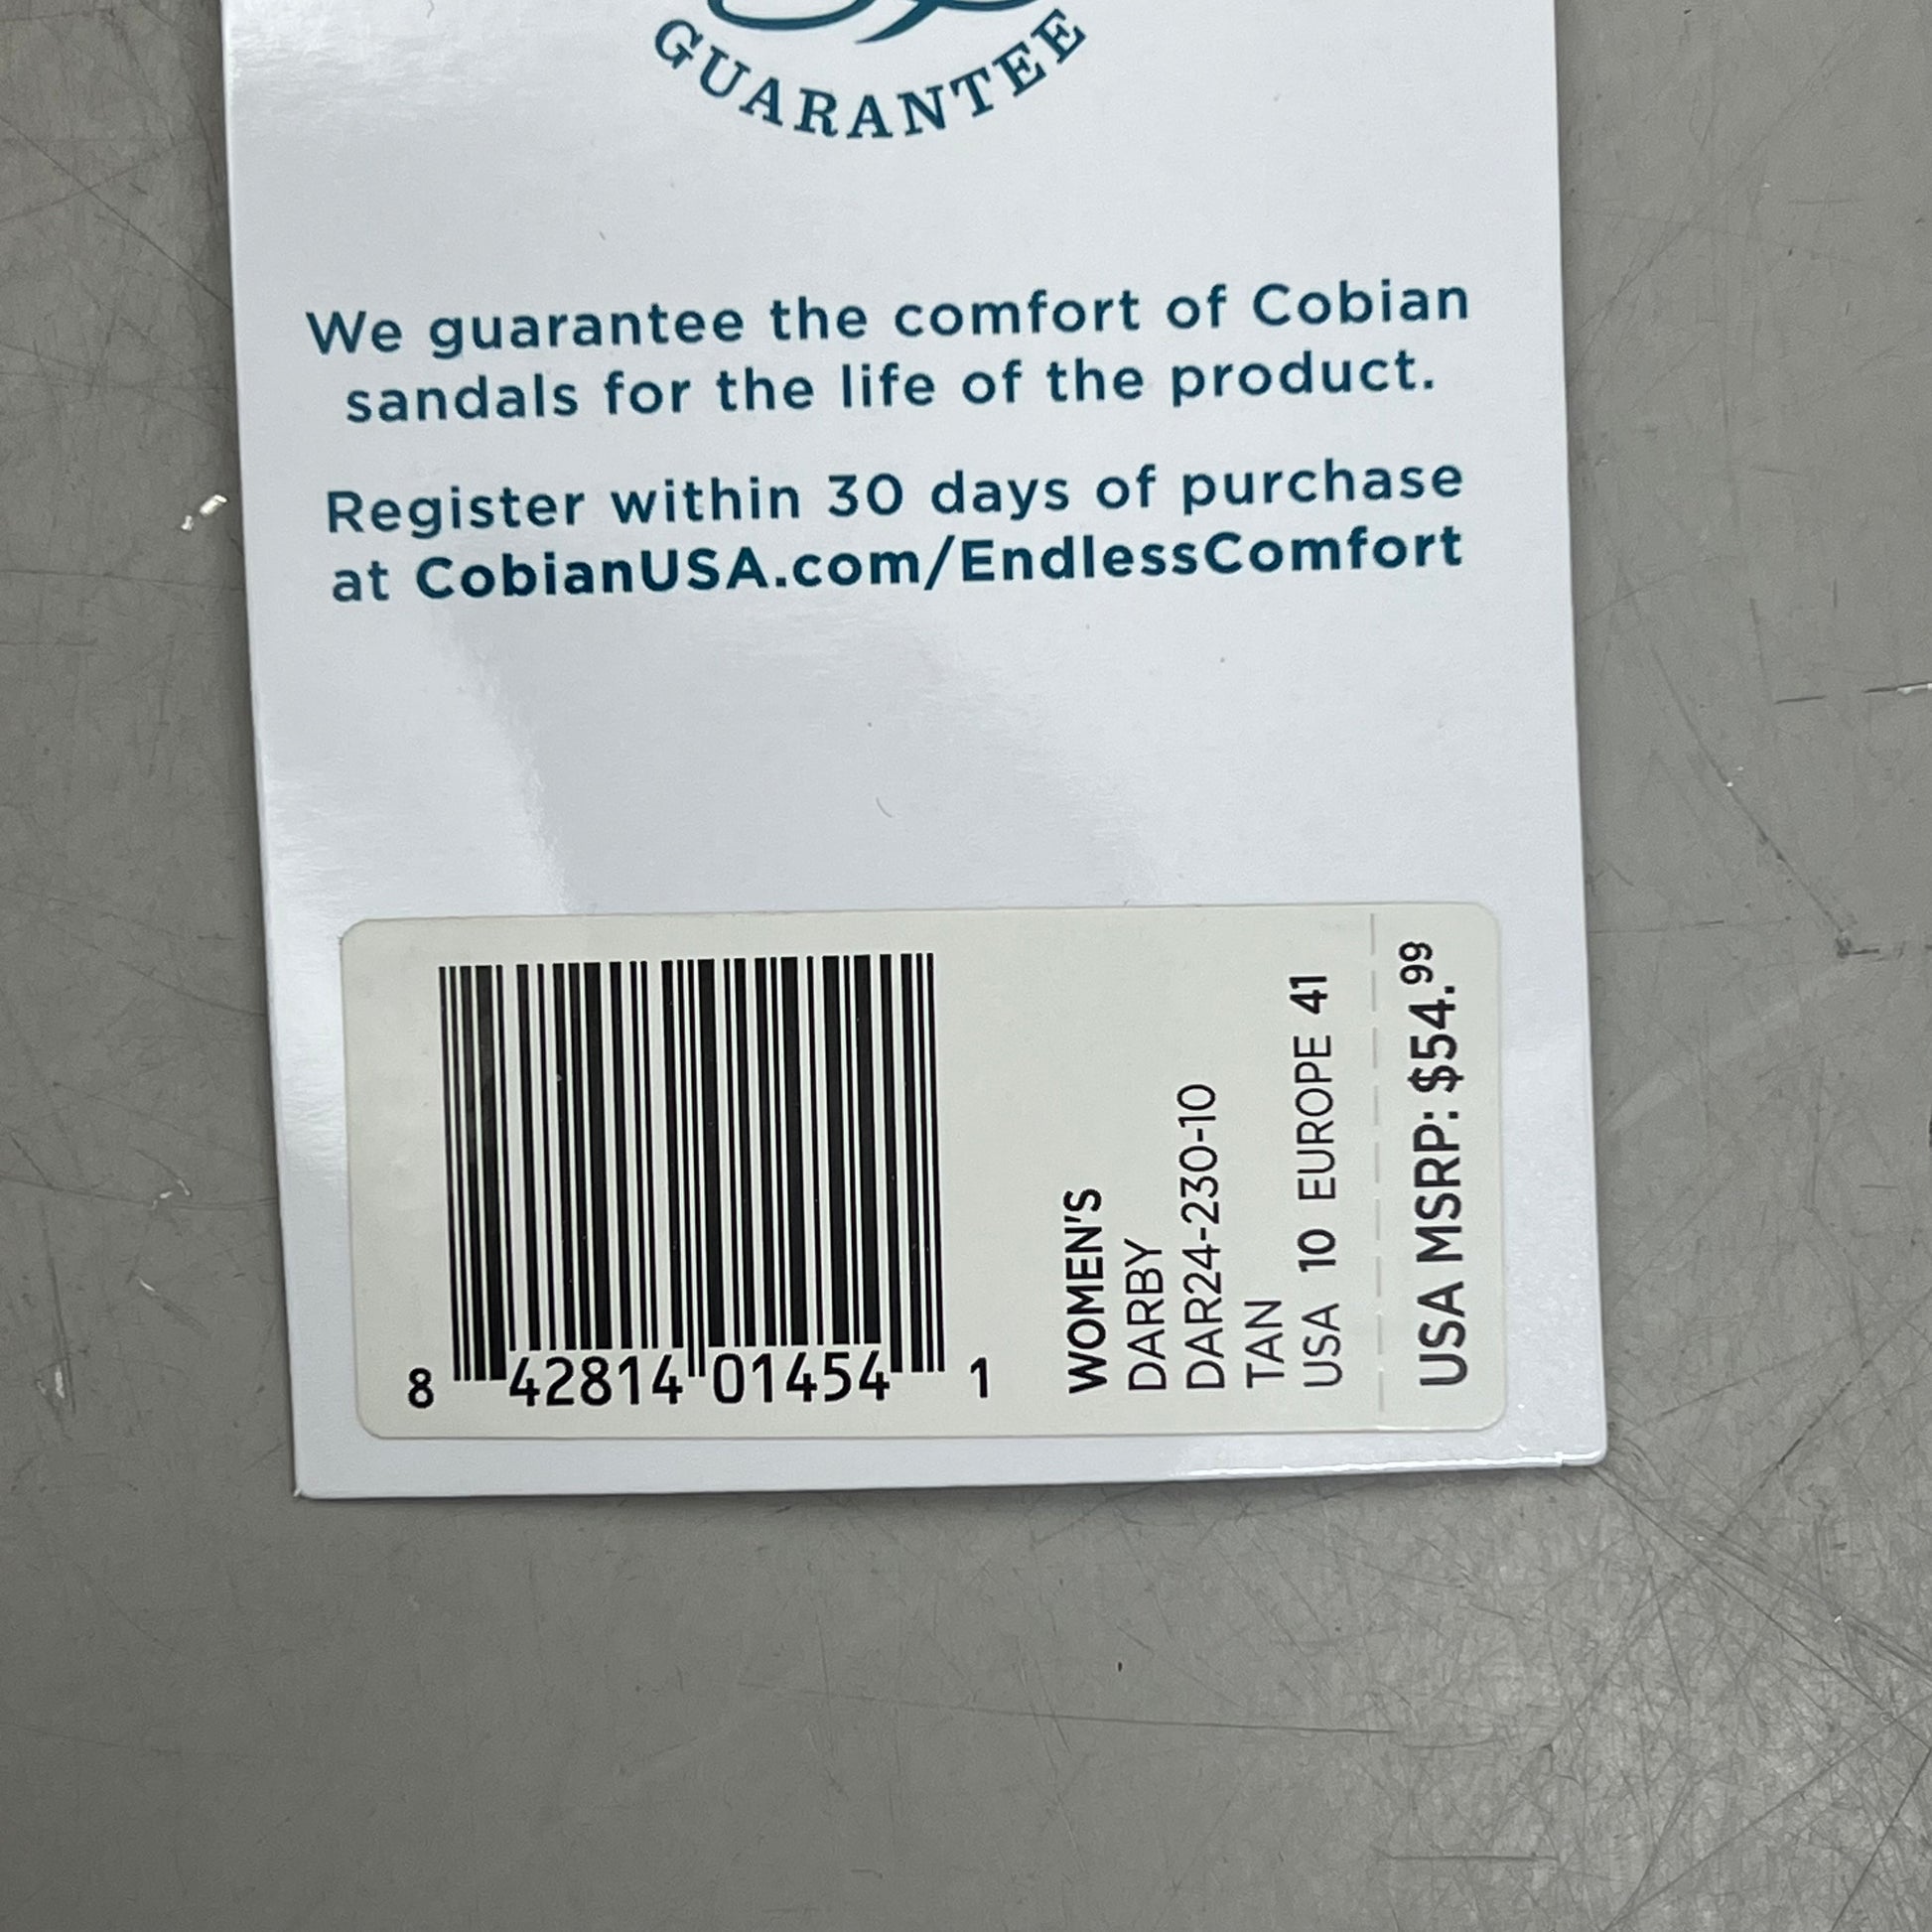 GUARANTEE
We guarantee the comfort of Cobian
sandals for the life of the product.
Register within 30 days of purchase
at CobianUSA.com/EndlessComfort
8 42814 01454 1
WOMEN'S
DARBY
DAR24-230-10
TAN
USA 10 EUROPE 41
USA MSRP: $54.99